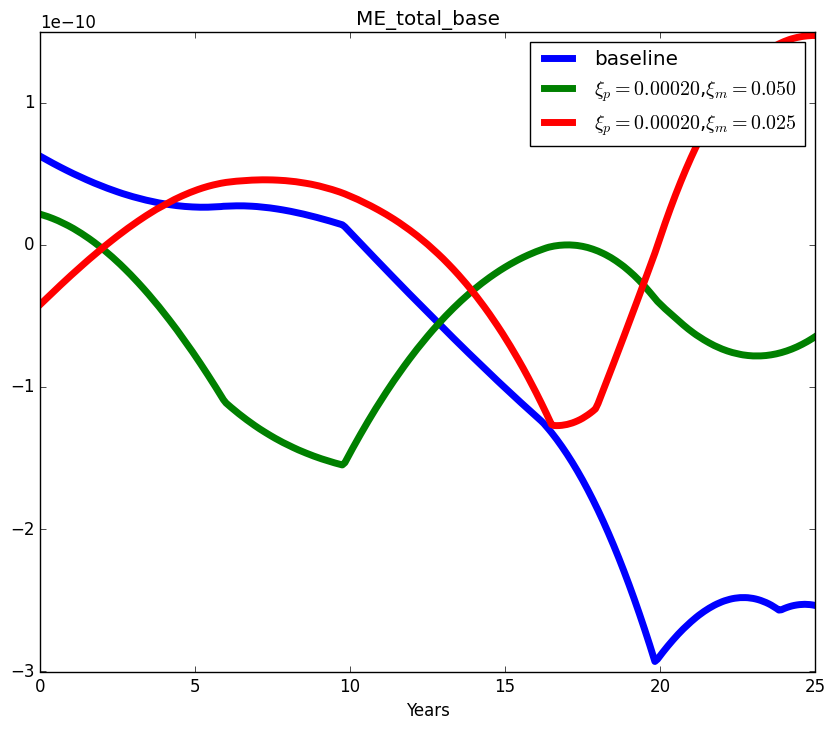 ME_total_base
1e−10
baseline
ξp = 0.00020,ξm = 0.050
ξp = 0.00020,ξm = 0.025
1
0
−1
−2
−3
0 5 10 15 20 25
Years